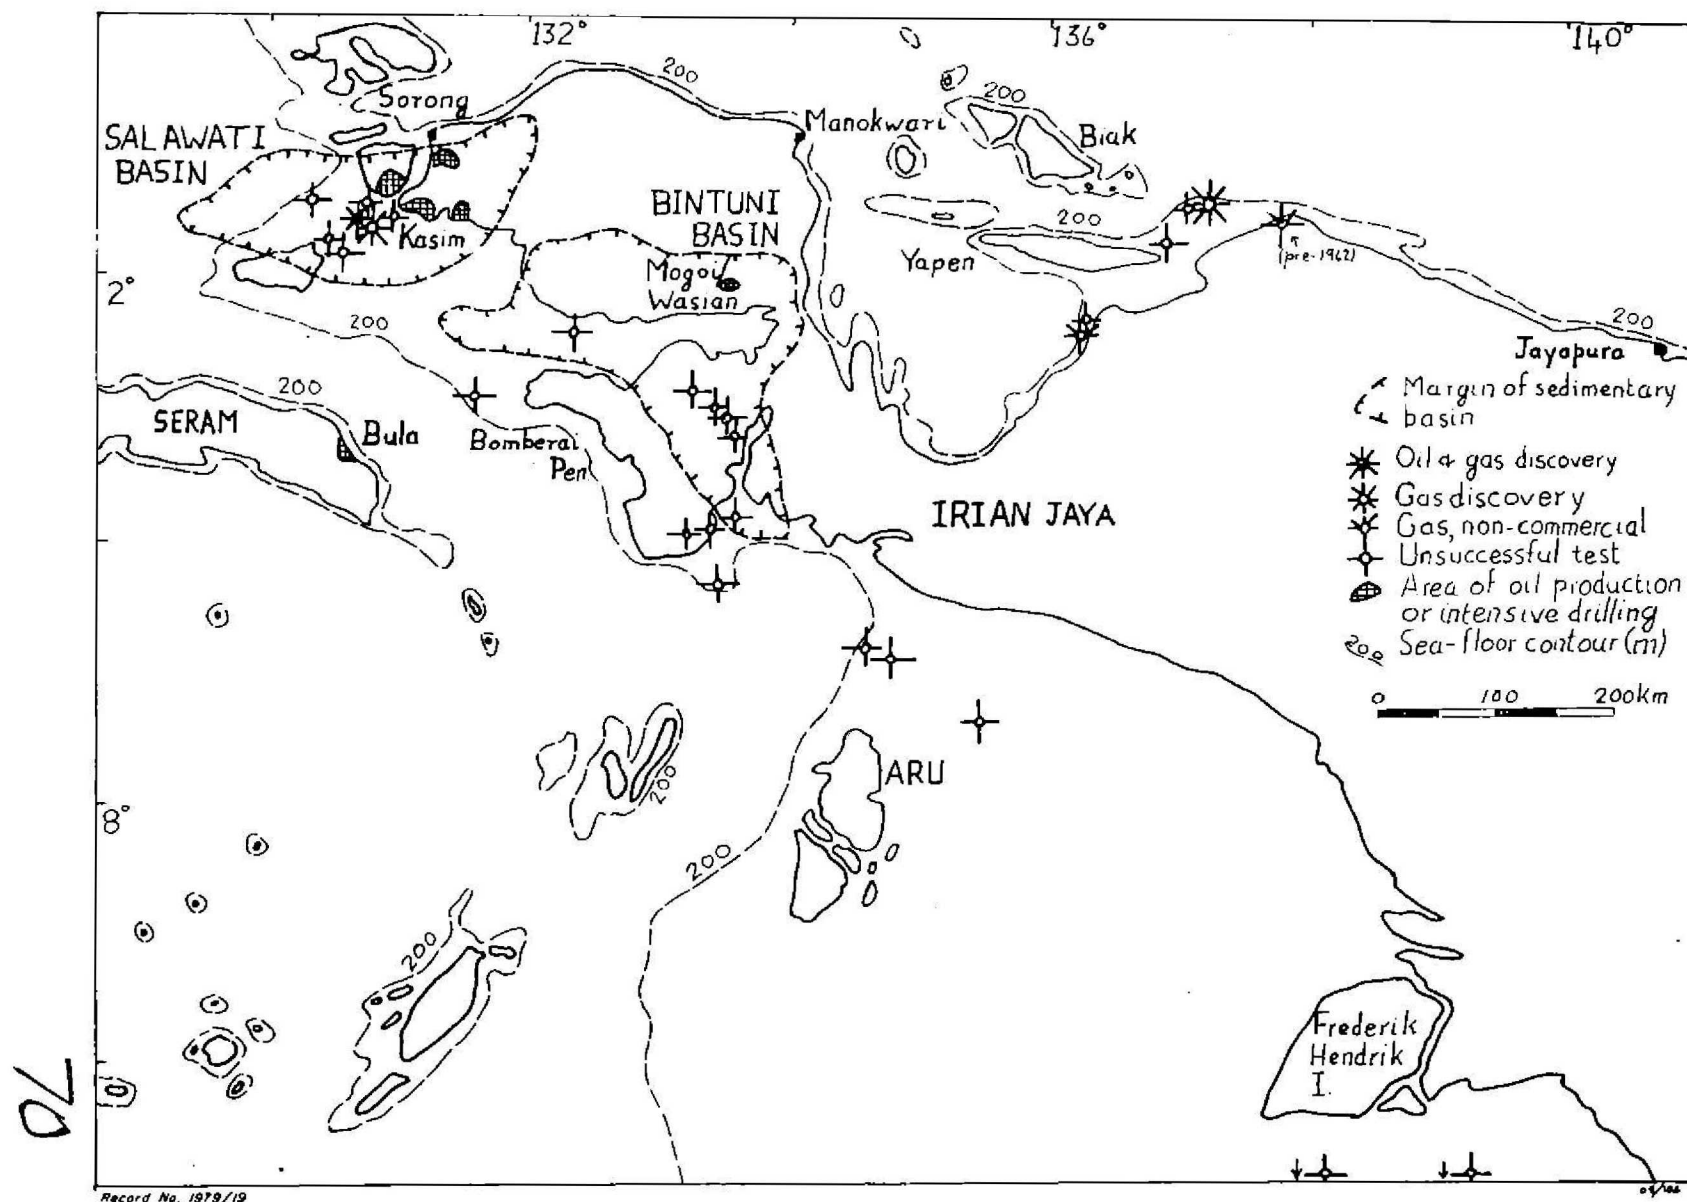 132°
136°
140°
200
Sorong
Manokwari
200
Biak
SALAWATI
BASIN
BINTUNI
BASIN
200
Kasim
Yapen
(pre-1962)
Mogoi
Wasian
2°
200
200
Jayapura
200
SERAM
Bula
Bomberai
Pen
IRIAN JAYA
Margin of sedimentary
basin
Oil & gas discovery
Gas discovery
Gas, non-commercial
Unsuccessful test
Area of oil production
or intensive drilling
200 Sea-floor contour (m)
0 100 200km
200
ARU
8°
200
200
Frederik
Hendrik
I.
70
Record No. 1979/19